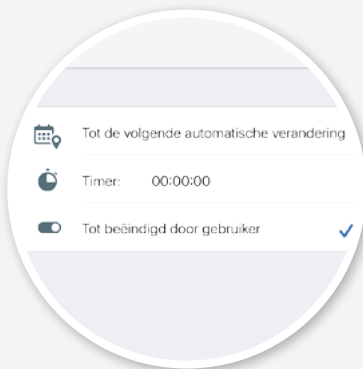 Tot de volgende automatische verandering
Timer: 00:00:00
Tot beëindigd door gebruiker